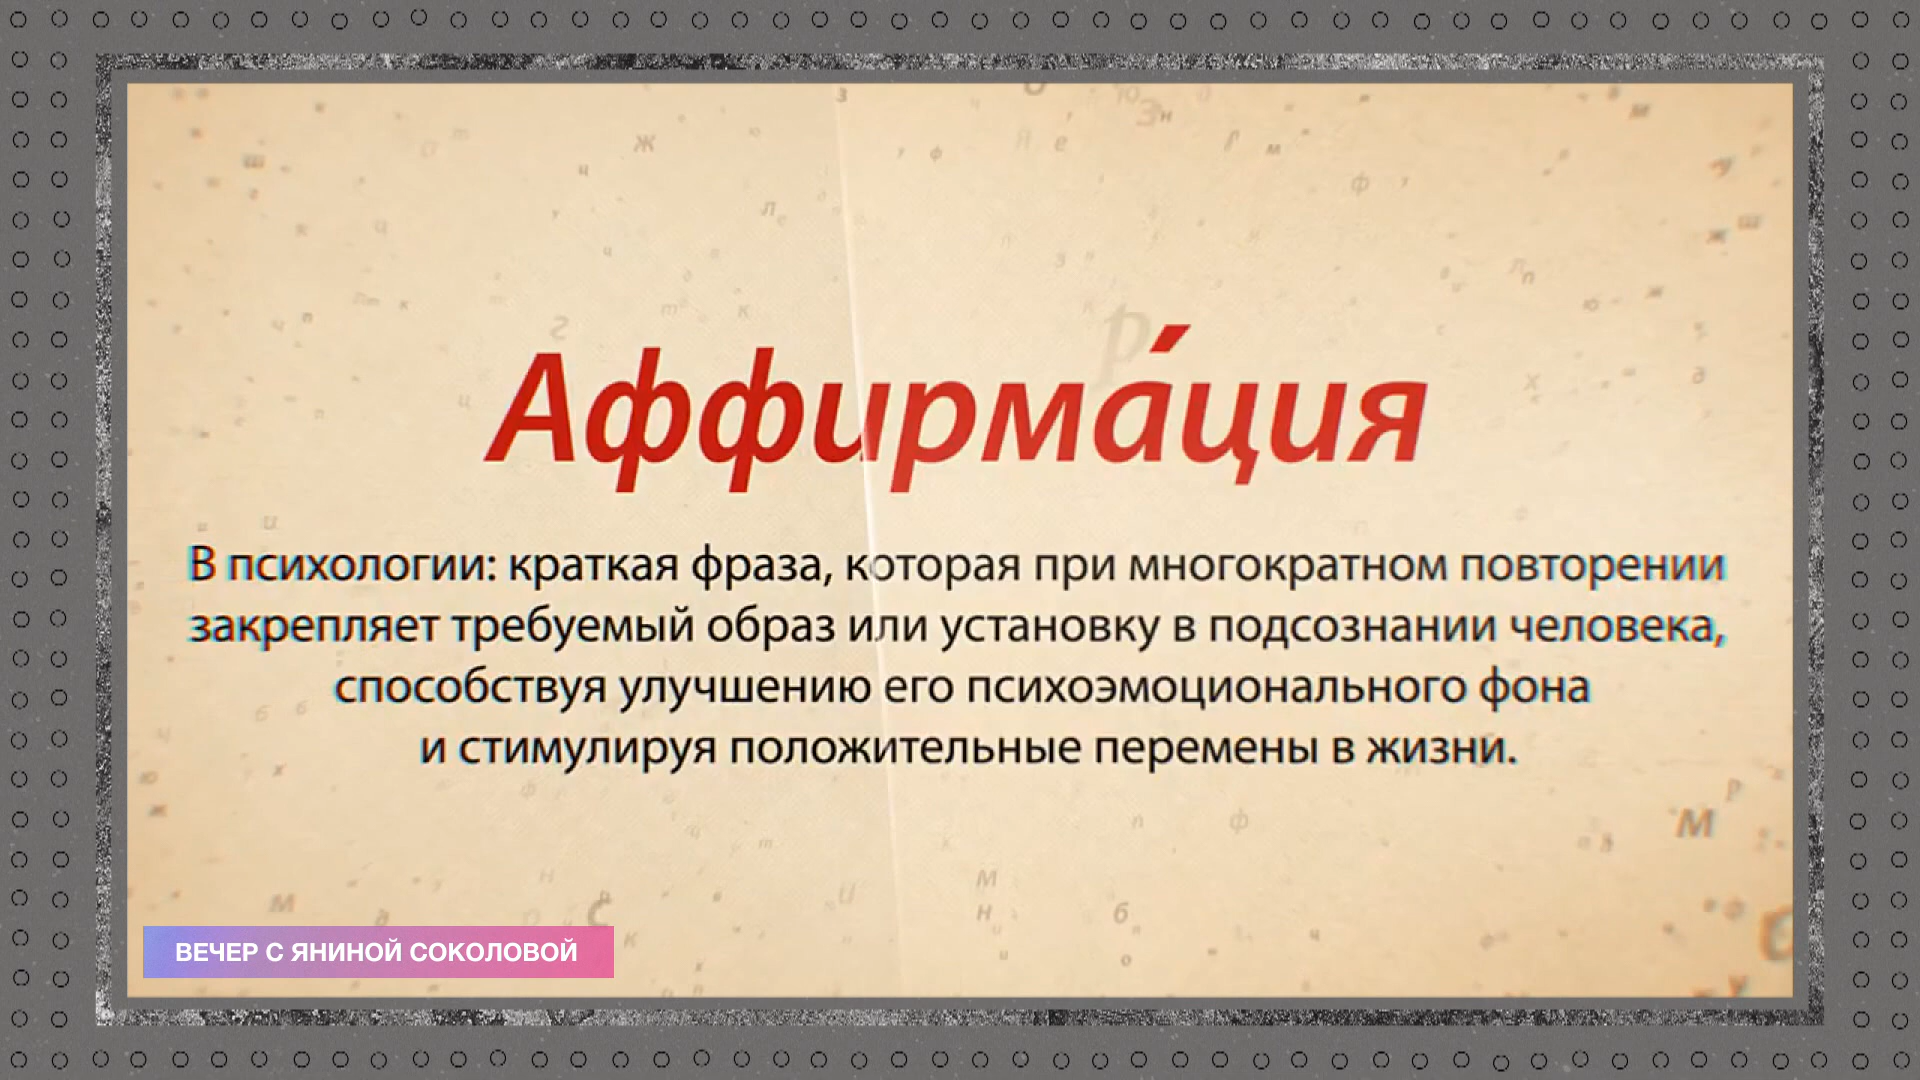 Аффирма́ция
В психологии: краткая фраза, которая при многократном повторении
закрепляет требуемый образ или установку в подсознании человека,
способствуя улучшению его психоэмоционального фона
и стимулируя положительные перемены в жизни.
ВЕЧЕР С ЯНИНОЙ СОКОЛОВОЙ